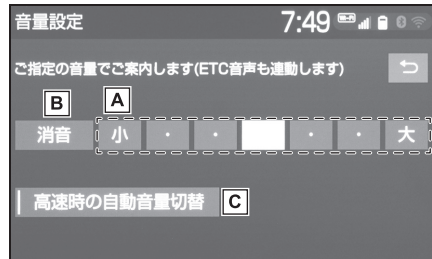 音量設定 7:49
ご指定の音量でご案内します(ETC音声も連動します)
B A
消音 小 ・ ・ ・ ・ 大
高速時の自動音量切替 C